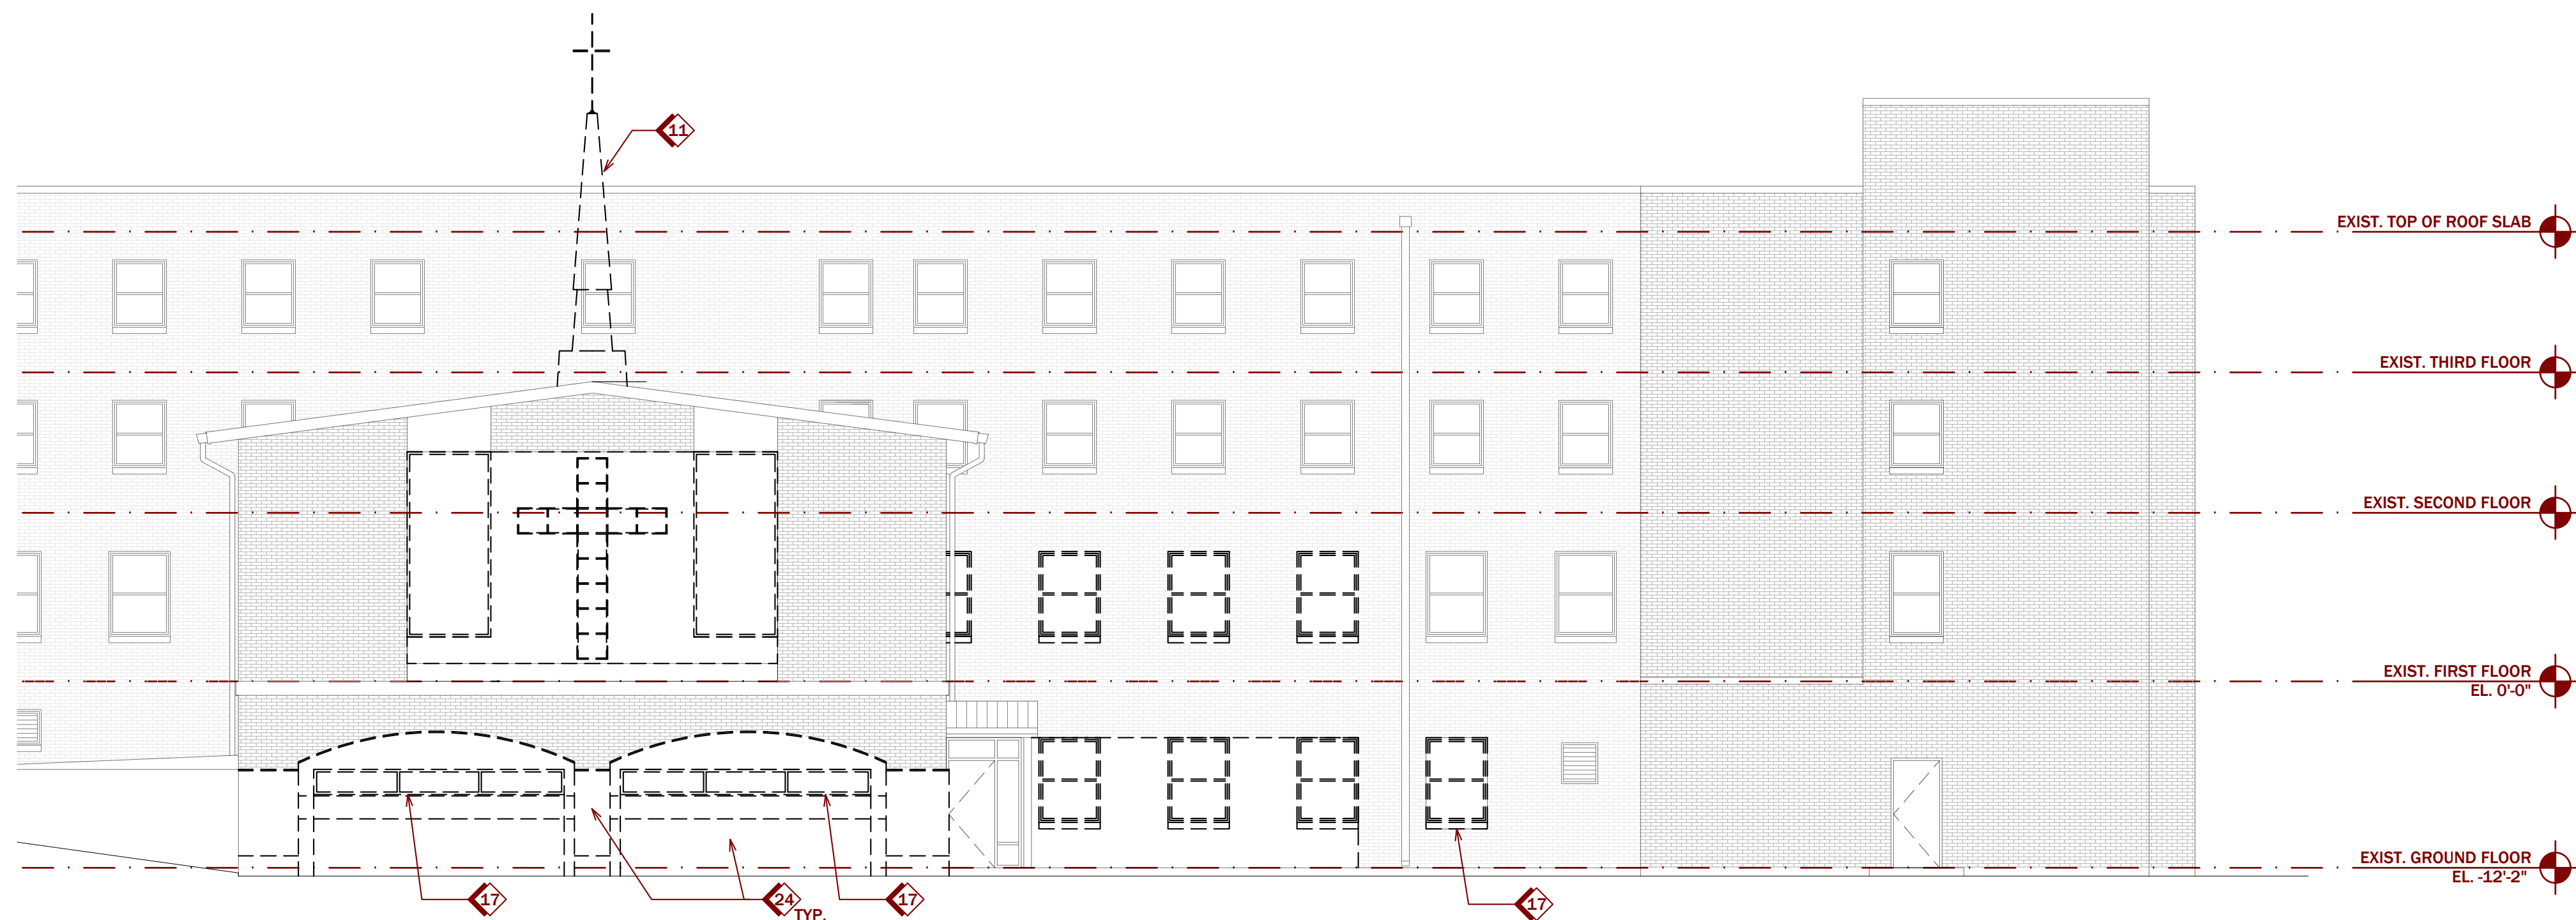 11
EXIST. TOP OF ROOF SLAB
EXIST. THIRD FLOOR
EXIST. SECOND FLOOR
EXIST. FIRST FLOOR
EL. 0'-0"
EXIST. GROUND FLOOR
EL. -12'-2"
17
24
TYP.
17
17